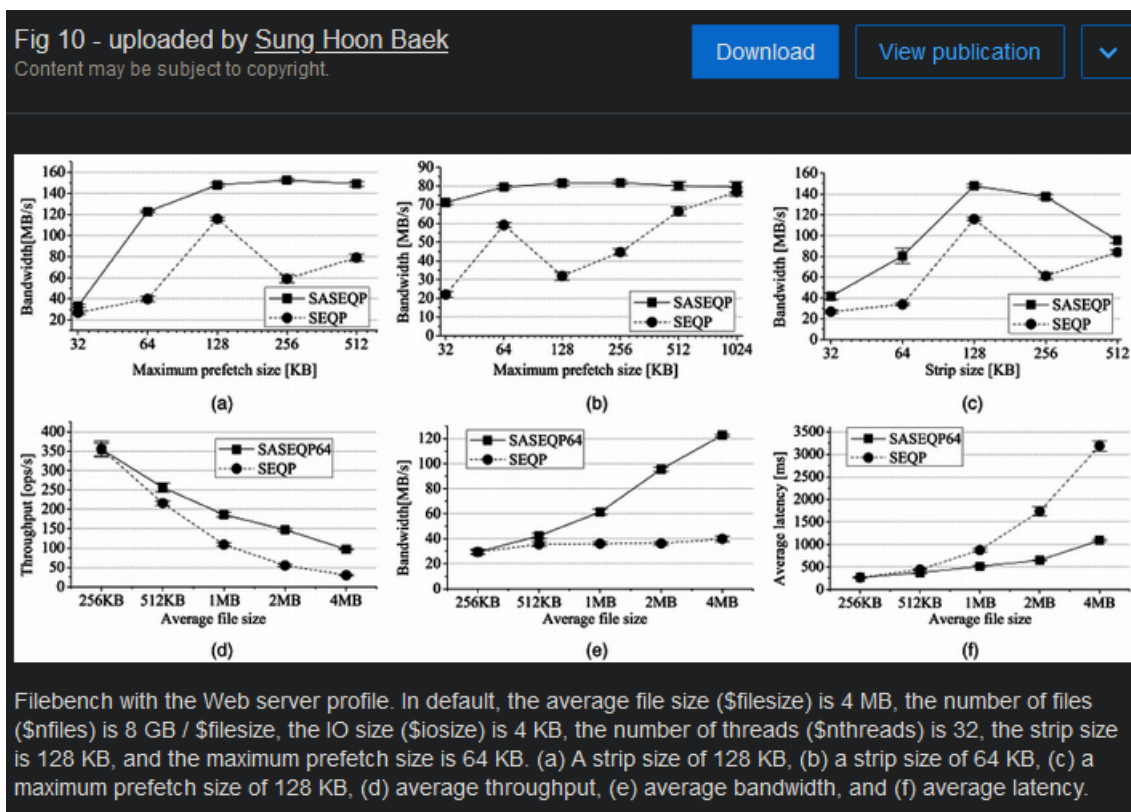 Fig 10 - uploaded by Sung Hoon Baek
Content may be subject to copyright.
Download
View publication
Bandwidth[MB/s]
160
140
120
100
80
60
40
20
SASEQP
SEQP
32 64 128 256 512
Maximum prefetch size [KB]
(a)
Bandwidth [MB/s]
90
80
70
60
50
40
30
20
10
0
SASEQP
SEQP
32 64 128 256 512 1024
Maximum prefetch size [KB]
(b)
Bandwidth [MB/s]
160
140
120
100
80
60
40
20
0
SASEQP
SEQP
32 64 128 256 512
Strip size [KB]
(c)
Throughput [ops/s]
400
350
300
250
200
150
100
50
0
SASEQP64
SEQP
256KB 512KB 1MB 2MB 4MB
Average file size
(d)
Bandwidth[MB/s]
120
100
80
60
40
20
0
SASEQP64
SEQP
256KB 512KB 1MB 2MB 4MB
Average file size
(e)
Average latency [ms]
3500
3000
2500
2000
1500
1000
500
0
SASEQP64
SEQP
256KB 512KB 1MB 2MB 4MB
Average file size
(f)
Filebench with the Web server profile. In default, the average file size ($filesize) is 4 MB, the number of files
($nfiles) is 8 GB / $filesize, the IO size ($iosize) is 4 KB, the number of threads ($nthreads) is 32, the strip size
is 128 KB, and the maximum prefetch size is 64 KB. (a) A strip size of 128 KB, (b) a strip size of 64 KB, (c) a
maximum prefetch size of 128 KB, (d) average throughput, (e) average bandwidth, and (f) average latency.